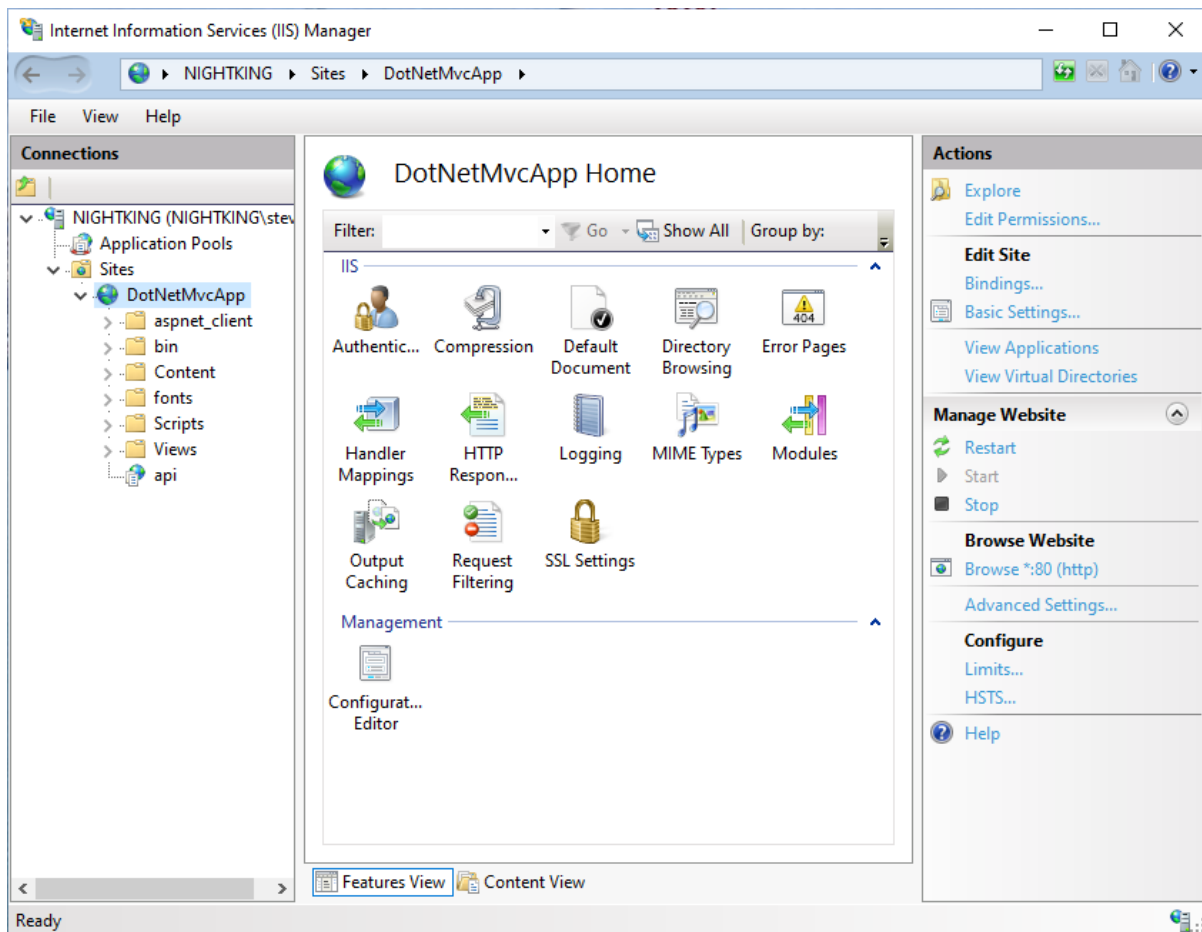 Internet Information Services (IIS) Manager
NIGHTKING Sites DotNetMvcApp
File View Help
Connections
NIGHTKING (NIGHTKING\stev
Application Pools
Sites
DotNetMvcApp
aspnet_client
bin
Content
fonts
Scripts
Views
api
DotNetMvcApp Home
Filter: Go Show All Group by:
IIS
Authentic... Compression Default Document Directory Browsing Error Pages
404
Handler Mappings HTTP Respon... Logging MIME Types Modules
Output Caching Request Filtering SSL Settings
Management
Configurat... Editor
Features View Content View
Actions
Explore
Edit Permissions...
Edit Site
Bindings...
Basic Settings...
View Applications
View Virtual Directories
Manage Website
Restart
Start
Stop
Browse Website
Browse *:80 (http)
Advanced Settings...
Configure
Limits...
HSTS...
Help
Ready